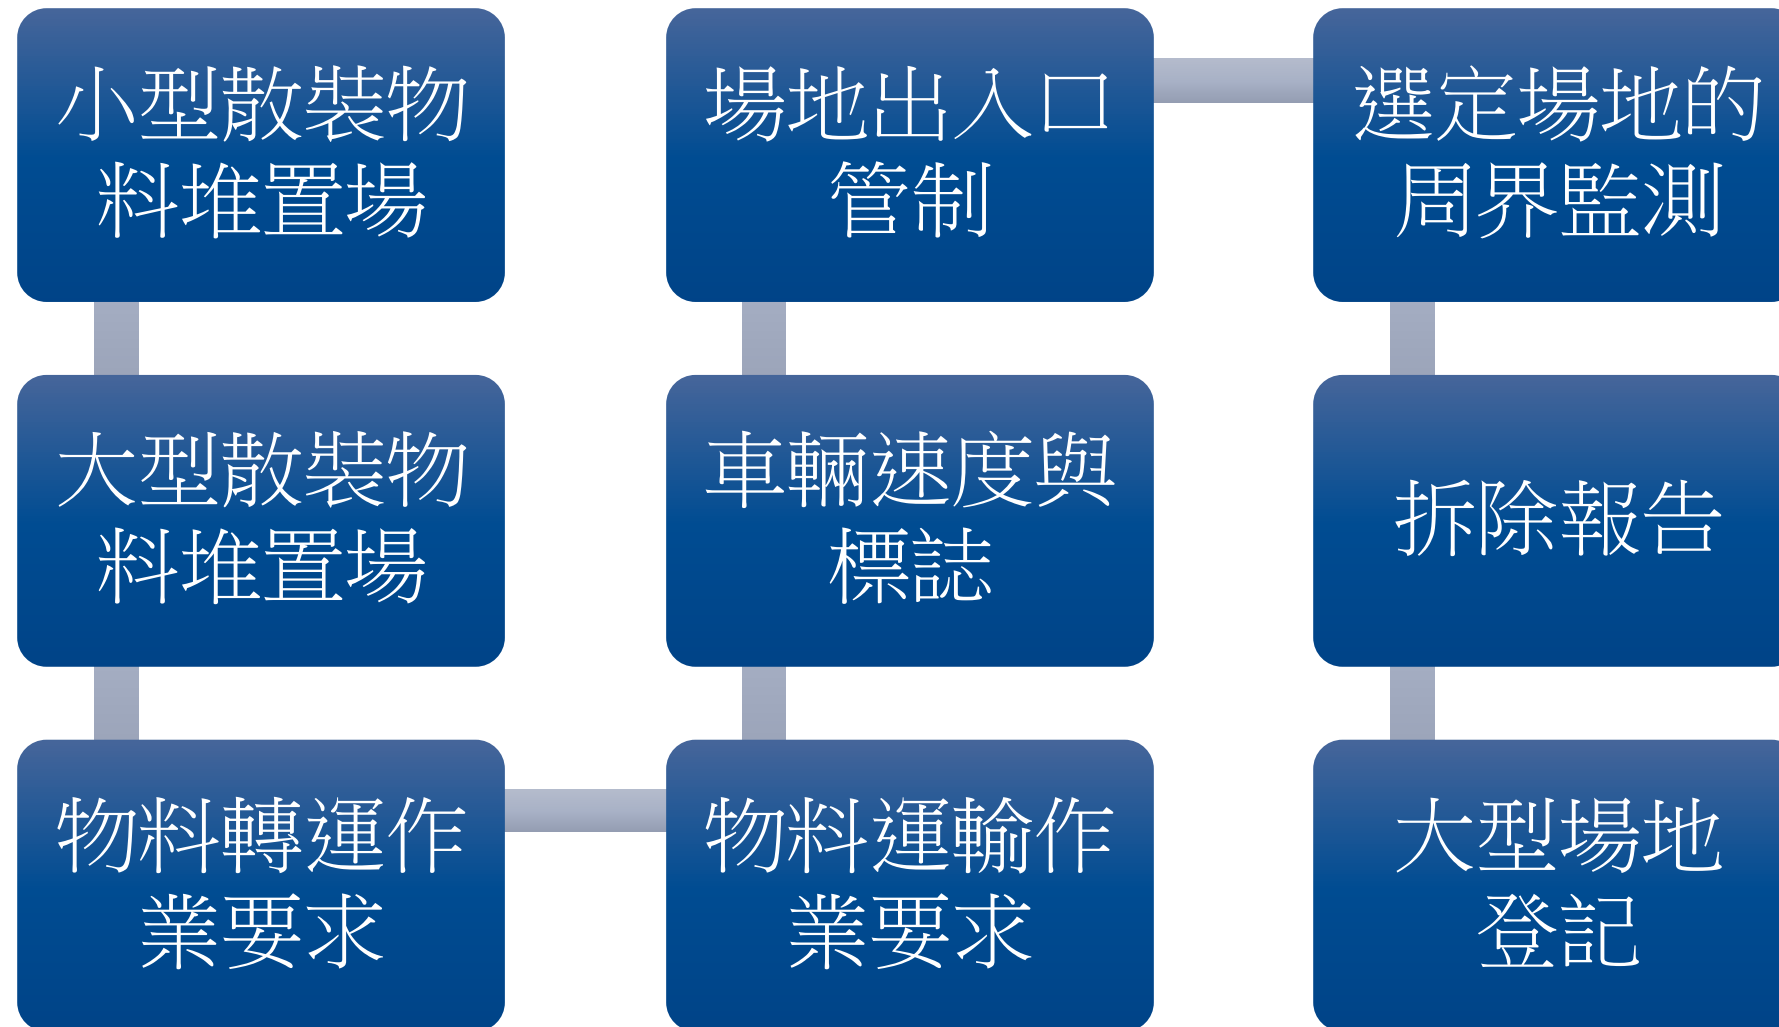 小型散裝物
料堆置場
大型散裝物
料堆置場
物料轉運作
業要求
物料運輸作
業要求
車輛速度與
標誌
場地出入口
管制
選定場地的
周界監測
拆除報告
大型場地
登記